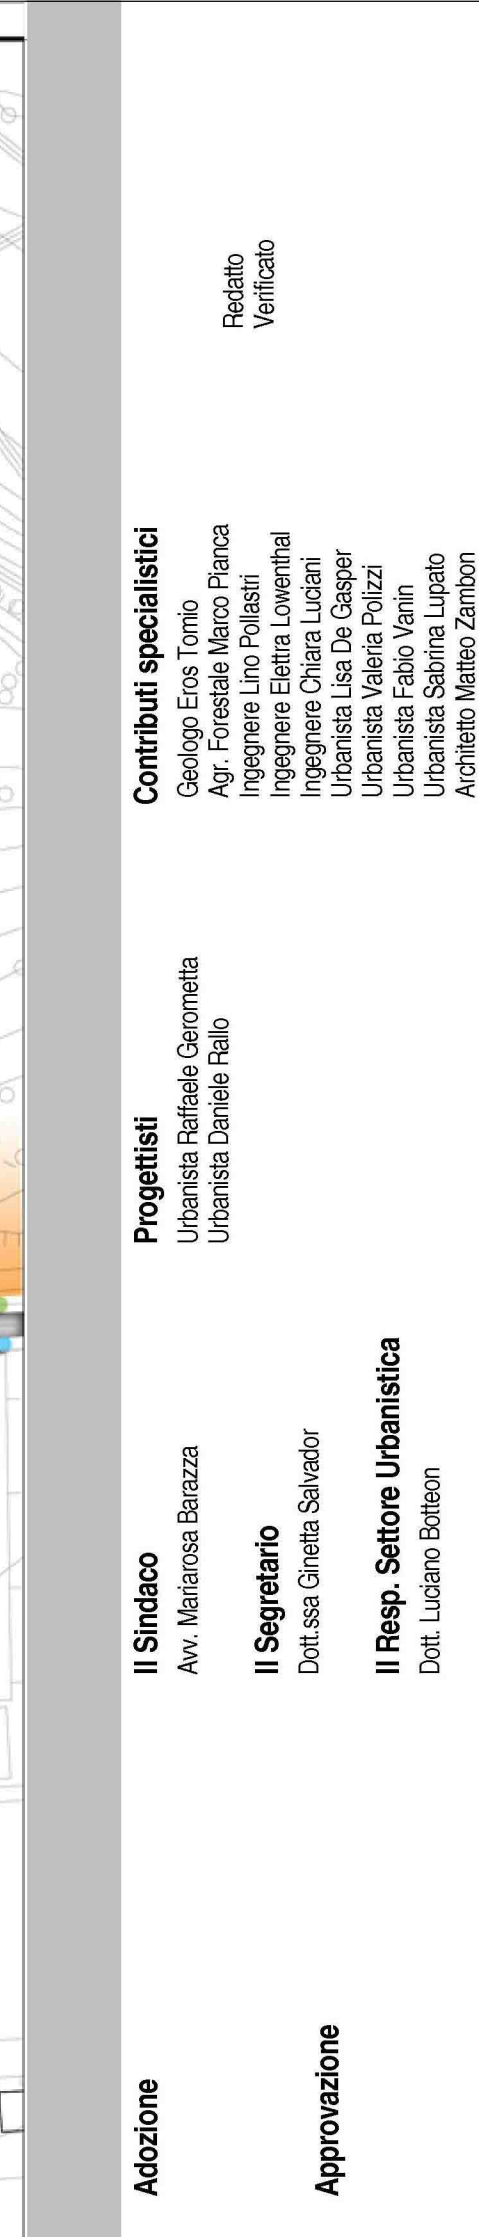 Adozione
Approvazione
Il Sindaco
Avv. Mariarosa Barazza
Il Segretario
Dott.ssa Ginetta Salvador
Il Resp. Settore Urbanistica
Dott. Luciano Botteon
Progettisti
Urbanista Raffaele Gerometta
Urbanista Daniele Rallo
Contributi specialistici
Geologo Eros Tomio
Agr. Forestale Marco Pianca
Ingegnere Lino Pollastri
Ingegnere Elettra Lowenthal
Ingegnere Chiara Luciani
Urbanista Lisa De Gasper
Urbanista Valeria Polizzi
Urbanista Fabio Vanin
Urbanista Sabrina Lupato
Architetto Matteo Zambon
Redatto
Verificato